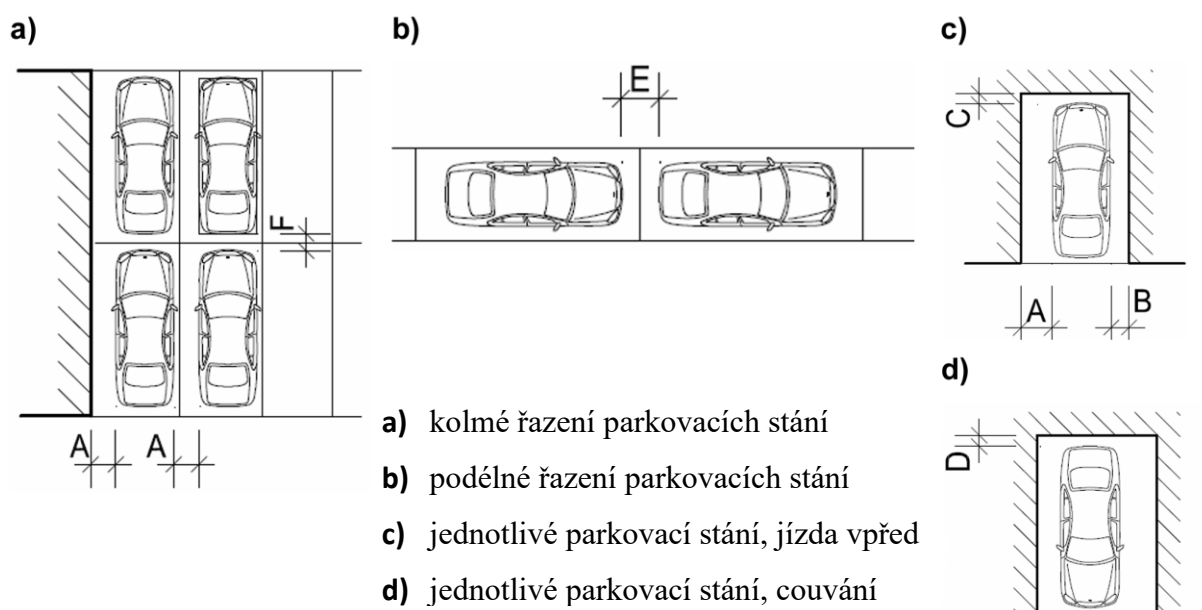 a)
b)
c)
E
C
F
A
B
A
A
d)
D
a) kolmé řazení parkovacích stání
b) podélné řazení parkovacích stání
c) jednotlivé parkovací stání, jízda vpřed
d) jednotlivé parkovací stání, couvání